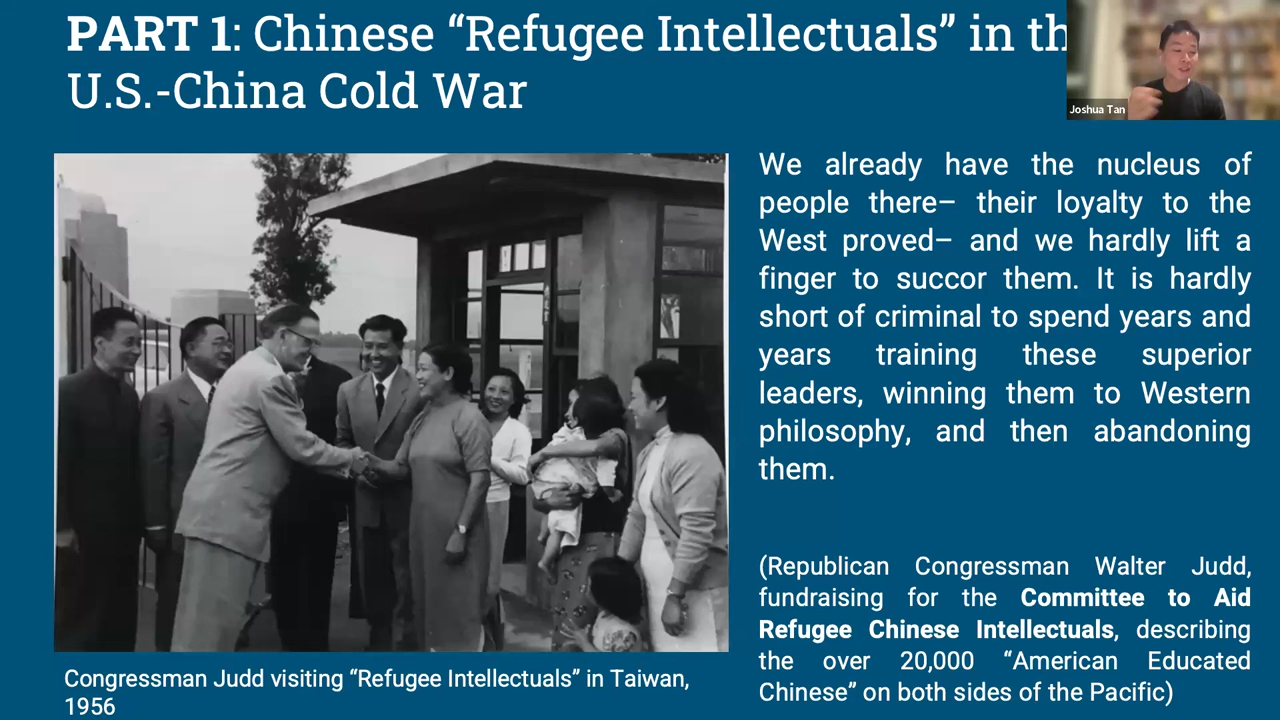 PART 1: Chinese “Refugee Intellectuals” in th
U.S.-China Cold War
Joshua Tan
We already have the nucleus of
people there– their loyalty to the
West proved– and we hardly lift a
finger to succor them. It is hardly
short of criminal to spend years and
years training these superior
leaders, winning them to Western
philosophy, and then abandoning
them.
(Republican Congressman Walter Judd,
fundraising for the Committee to Aid
Refugee Chinese Intellectuals, describing
the over 20,000 “American Educated
Chinese” on both sides of the Pacific)
Congressman Judd visiting “Refugee Intellectuals” in Taiwan,
1956